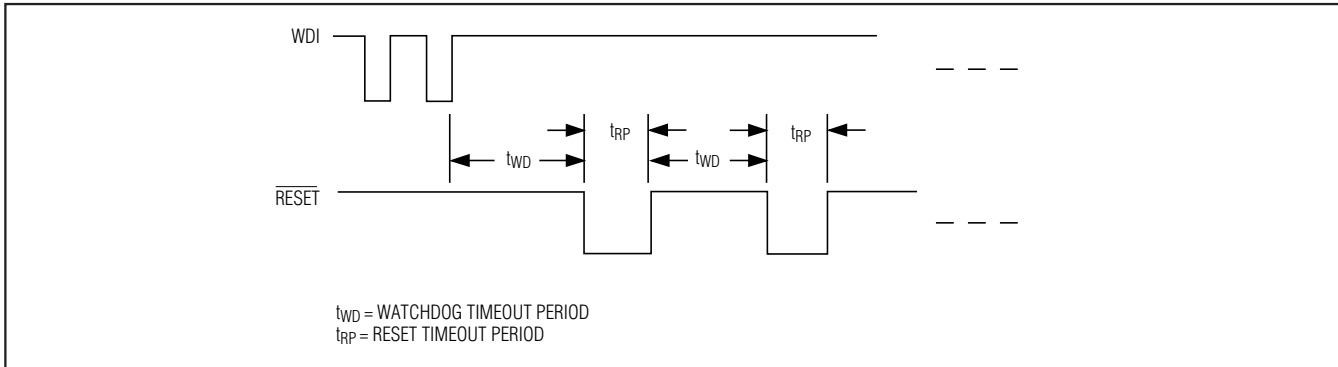 WDI
tRP
tRP
tWD
tWD
RESET
tWD = WATCHDOG TIMEOUT PERIOD
tRP = RESET TIMEOUT PERIOD